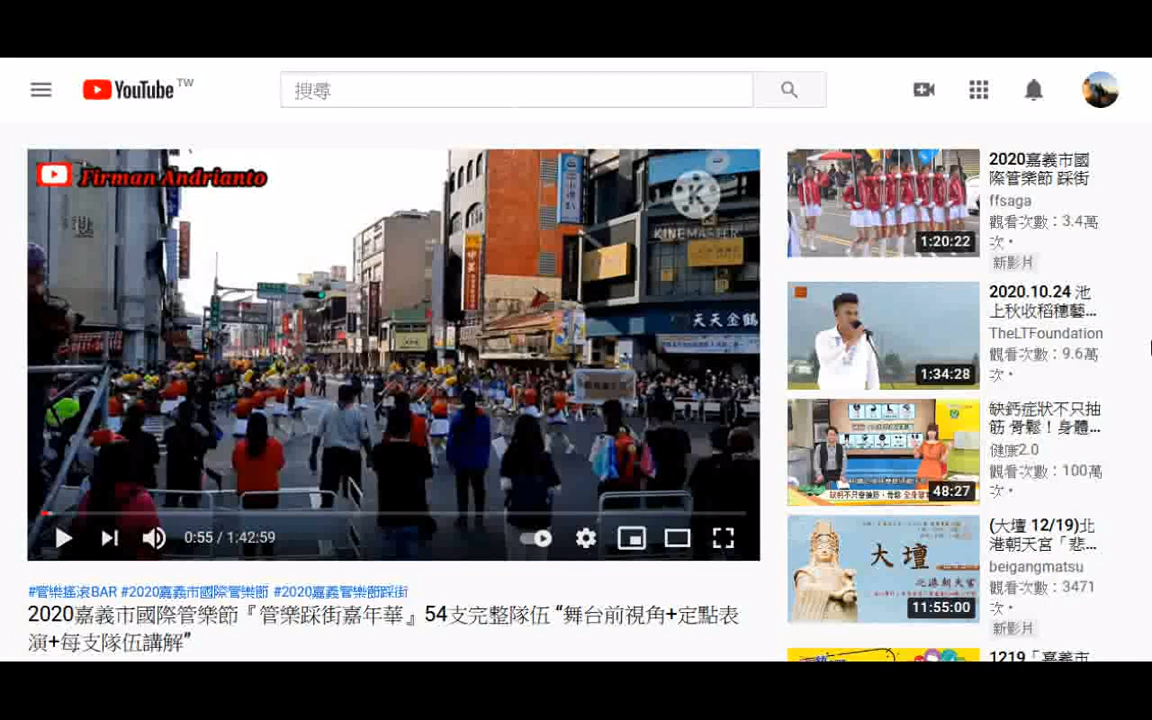 YouTube TW
搜尋
Firman Andrianto
KINEMASTER
天天金鶴
0:55 / 1:42:59
#管樂搖滾BAR #2020嘉義市國際管樂節 #2020嘉義管樂節踩街
2020嘉義市國際管樂節『管樂踩街嘉年華』54支完整隊伍 “舞台前視角+定點表
演+每支隊伍講解”
2020嘉義市國
際管樂節 踩街
ffsaga
觀看次數：3.4萬
次・
新影片
1:20:22
2020.10.24 池
上秋收稻穗藝...
TheLTFoundation
觀看次數：9.6萬
次・
1:34:28
缺鈣症狀不只抽
筋 骨鬆！身體...
健康2.0
觀看次數：100萬
次・
48:27
(大壇 12/19)北
港朝天宮「悲...
beigangmatsu
觀看次數：3471
次・
新影片
大壇
北港朝天宮
11:55:00
1219「嘉義市